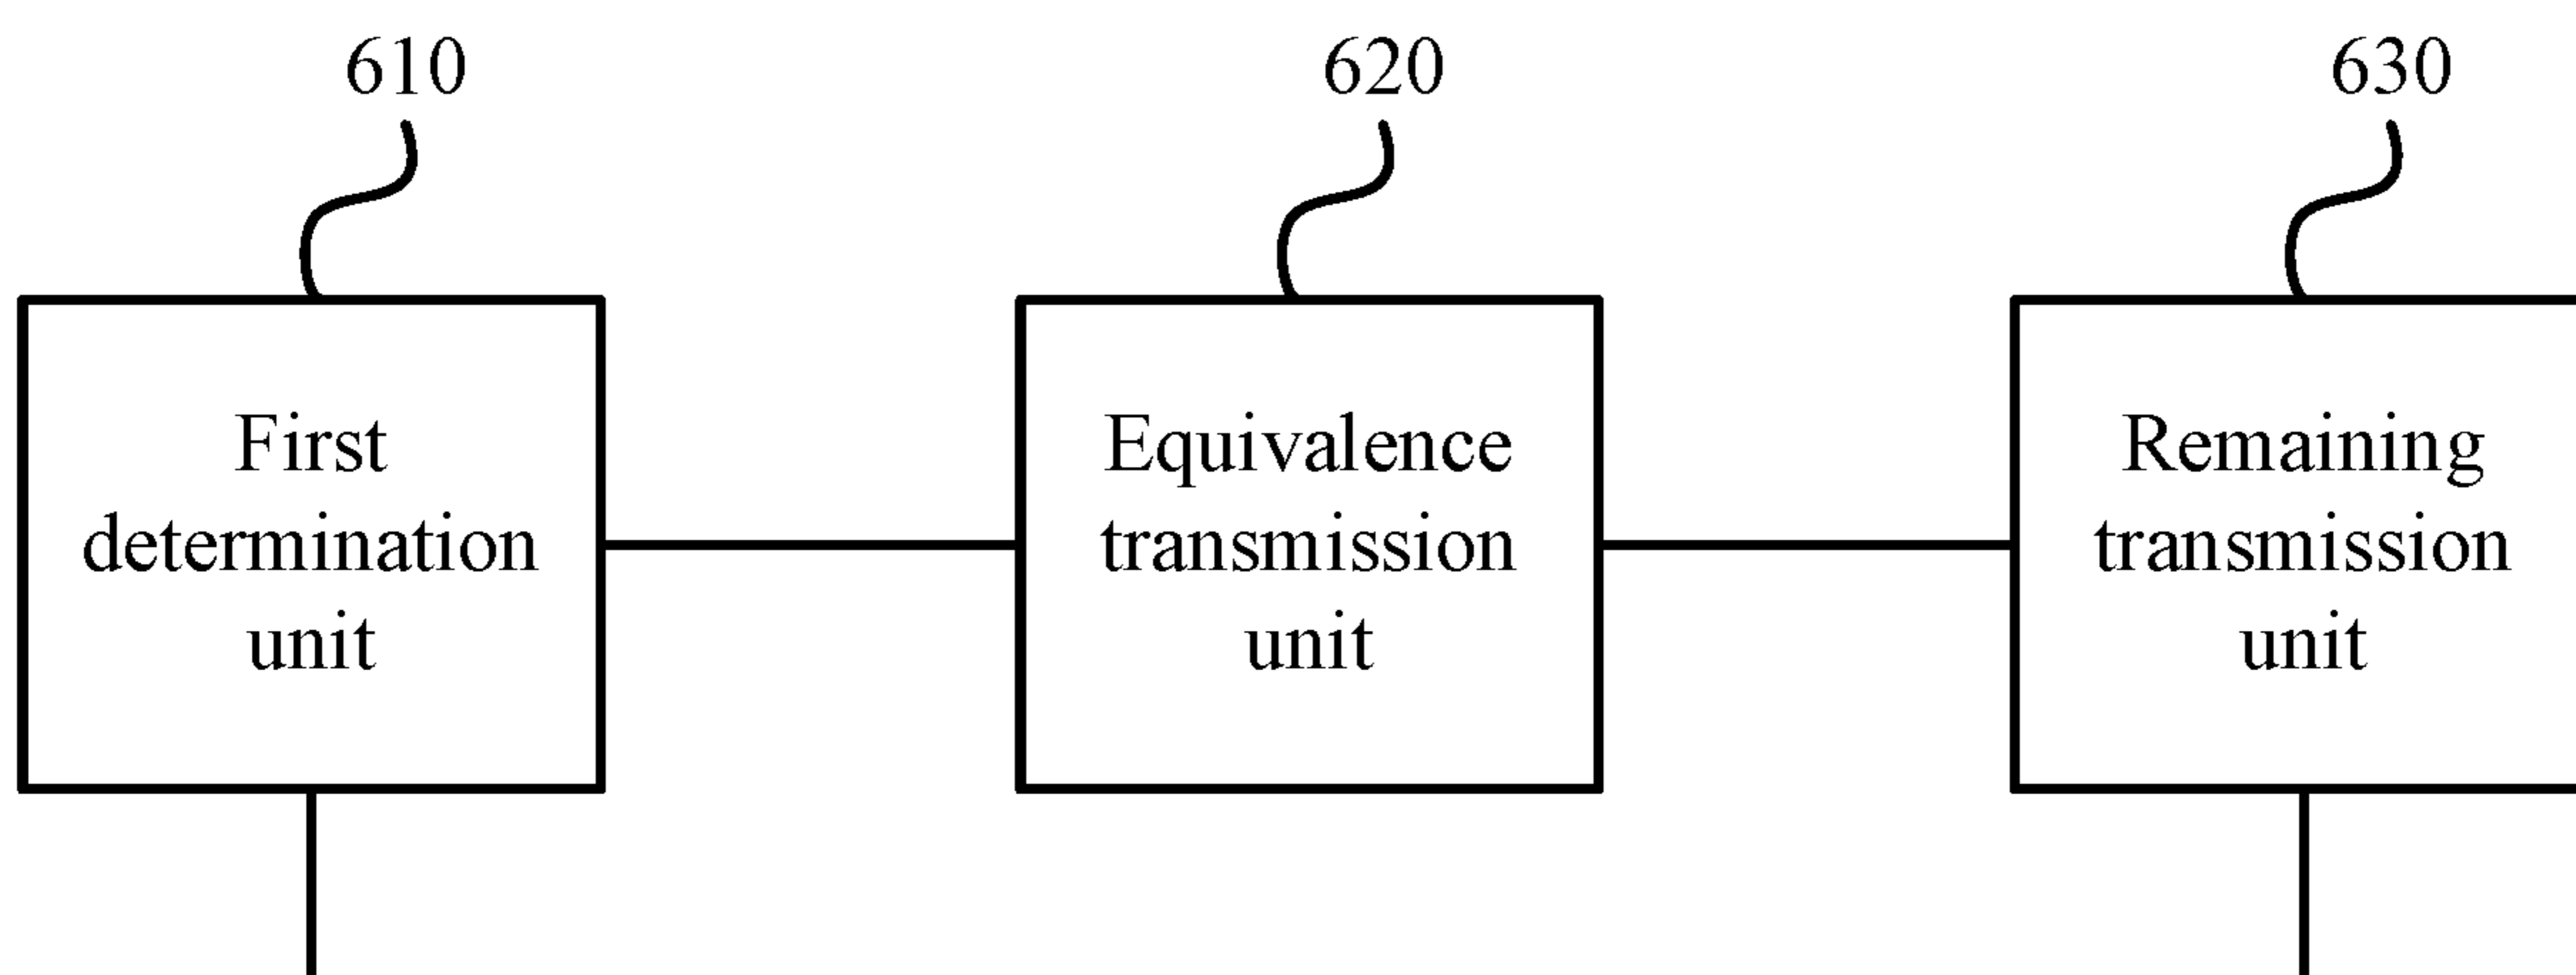 610
620
630
First
determination
unit
Equivalence
transmission
unit
Remaining
transmission
unit